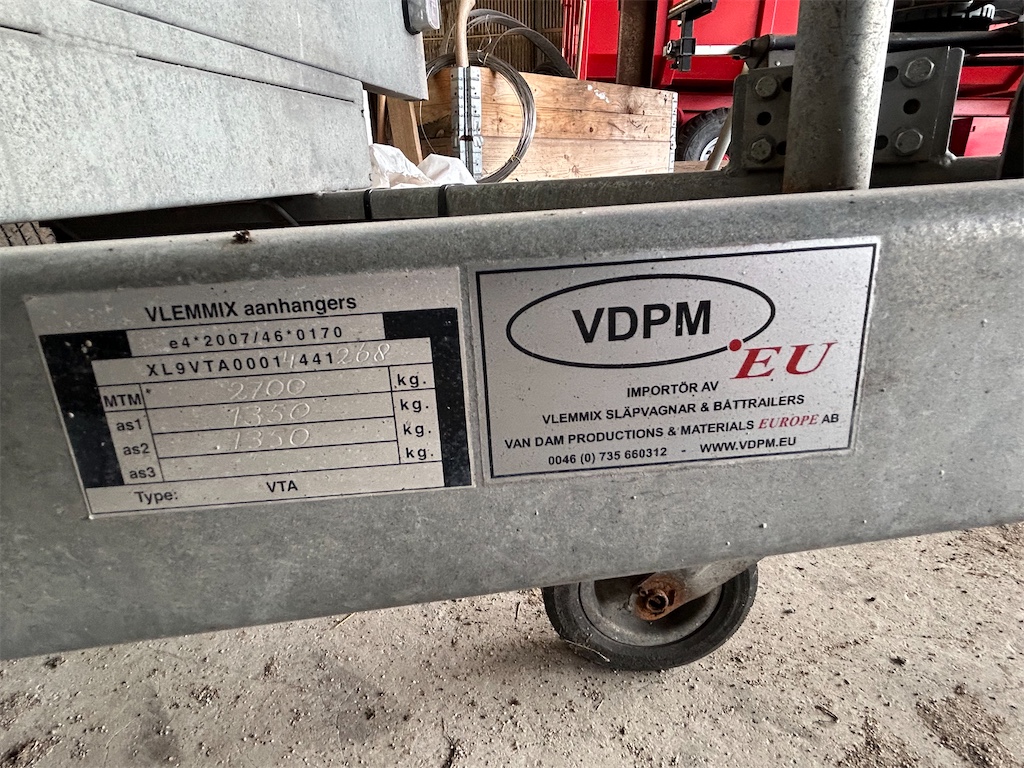 VLEMMIX aanhangers
e4*2007/46*0170
XL9VTA00014441268
MTM 2700 kg.
as1 1350 kg.
as2 1350 kg.
as3 kg.
Type: VTA
VDPM
.EU
IMPORTÖR AV
VLEMMIX SLÄPVAGNAR & BÅTTRAILERS
VAN DAM PRODUCTIONS & MATERIALS EUROPE AB
0046 (0) 735 660312 - WWW.VDPM.EU